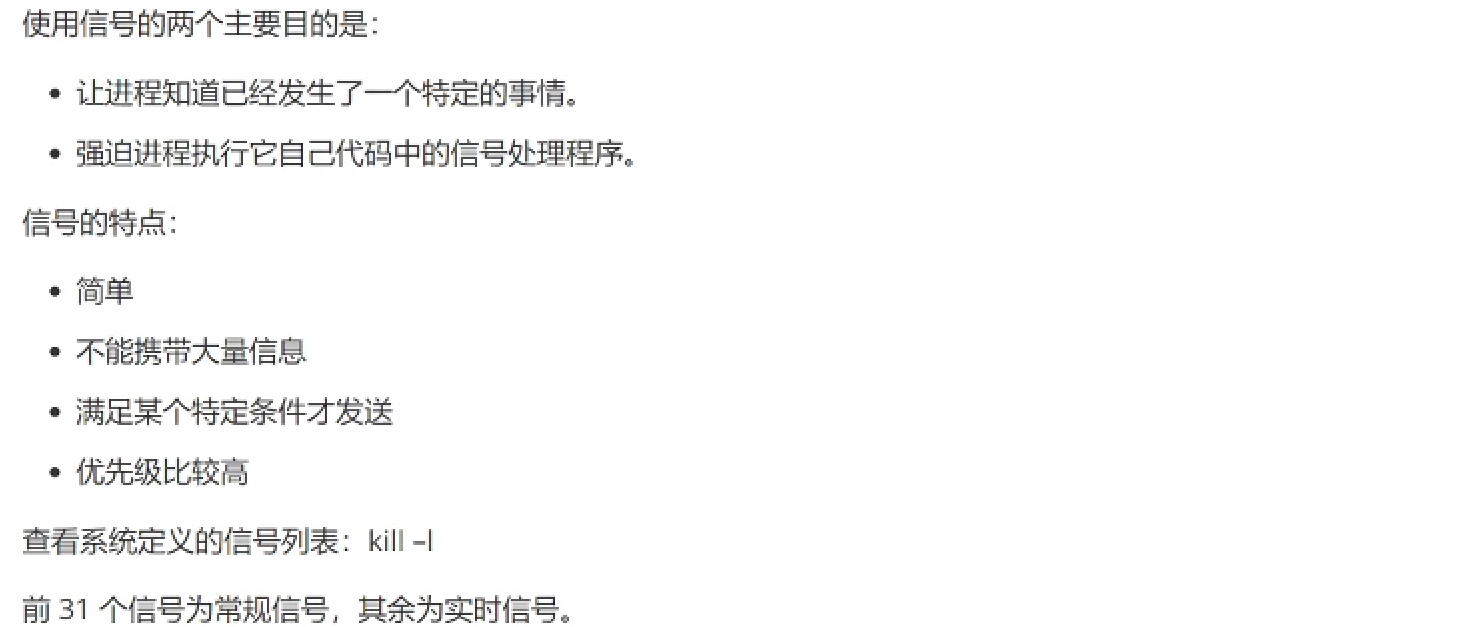 使用信号的两个主要目的是：
• 让进程知道已经发生了一个特定的事情。
• 强迫进程执行它自己代码中的信号处理程序。
信号的特点：
• 简单
• 不能携带大量信息
• 满足某个特定条件才发送
• 优先级比较高
查看系统定义的信号列表：kill –l
前 31 个信号为常规信号，其余为实时信号。